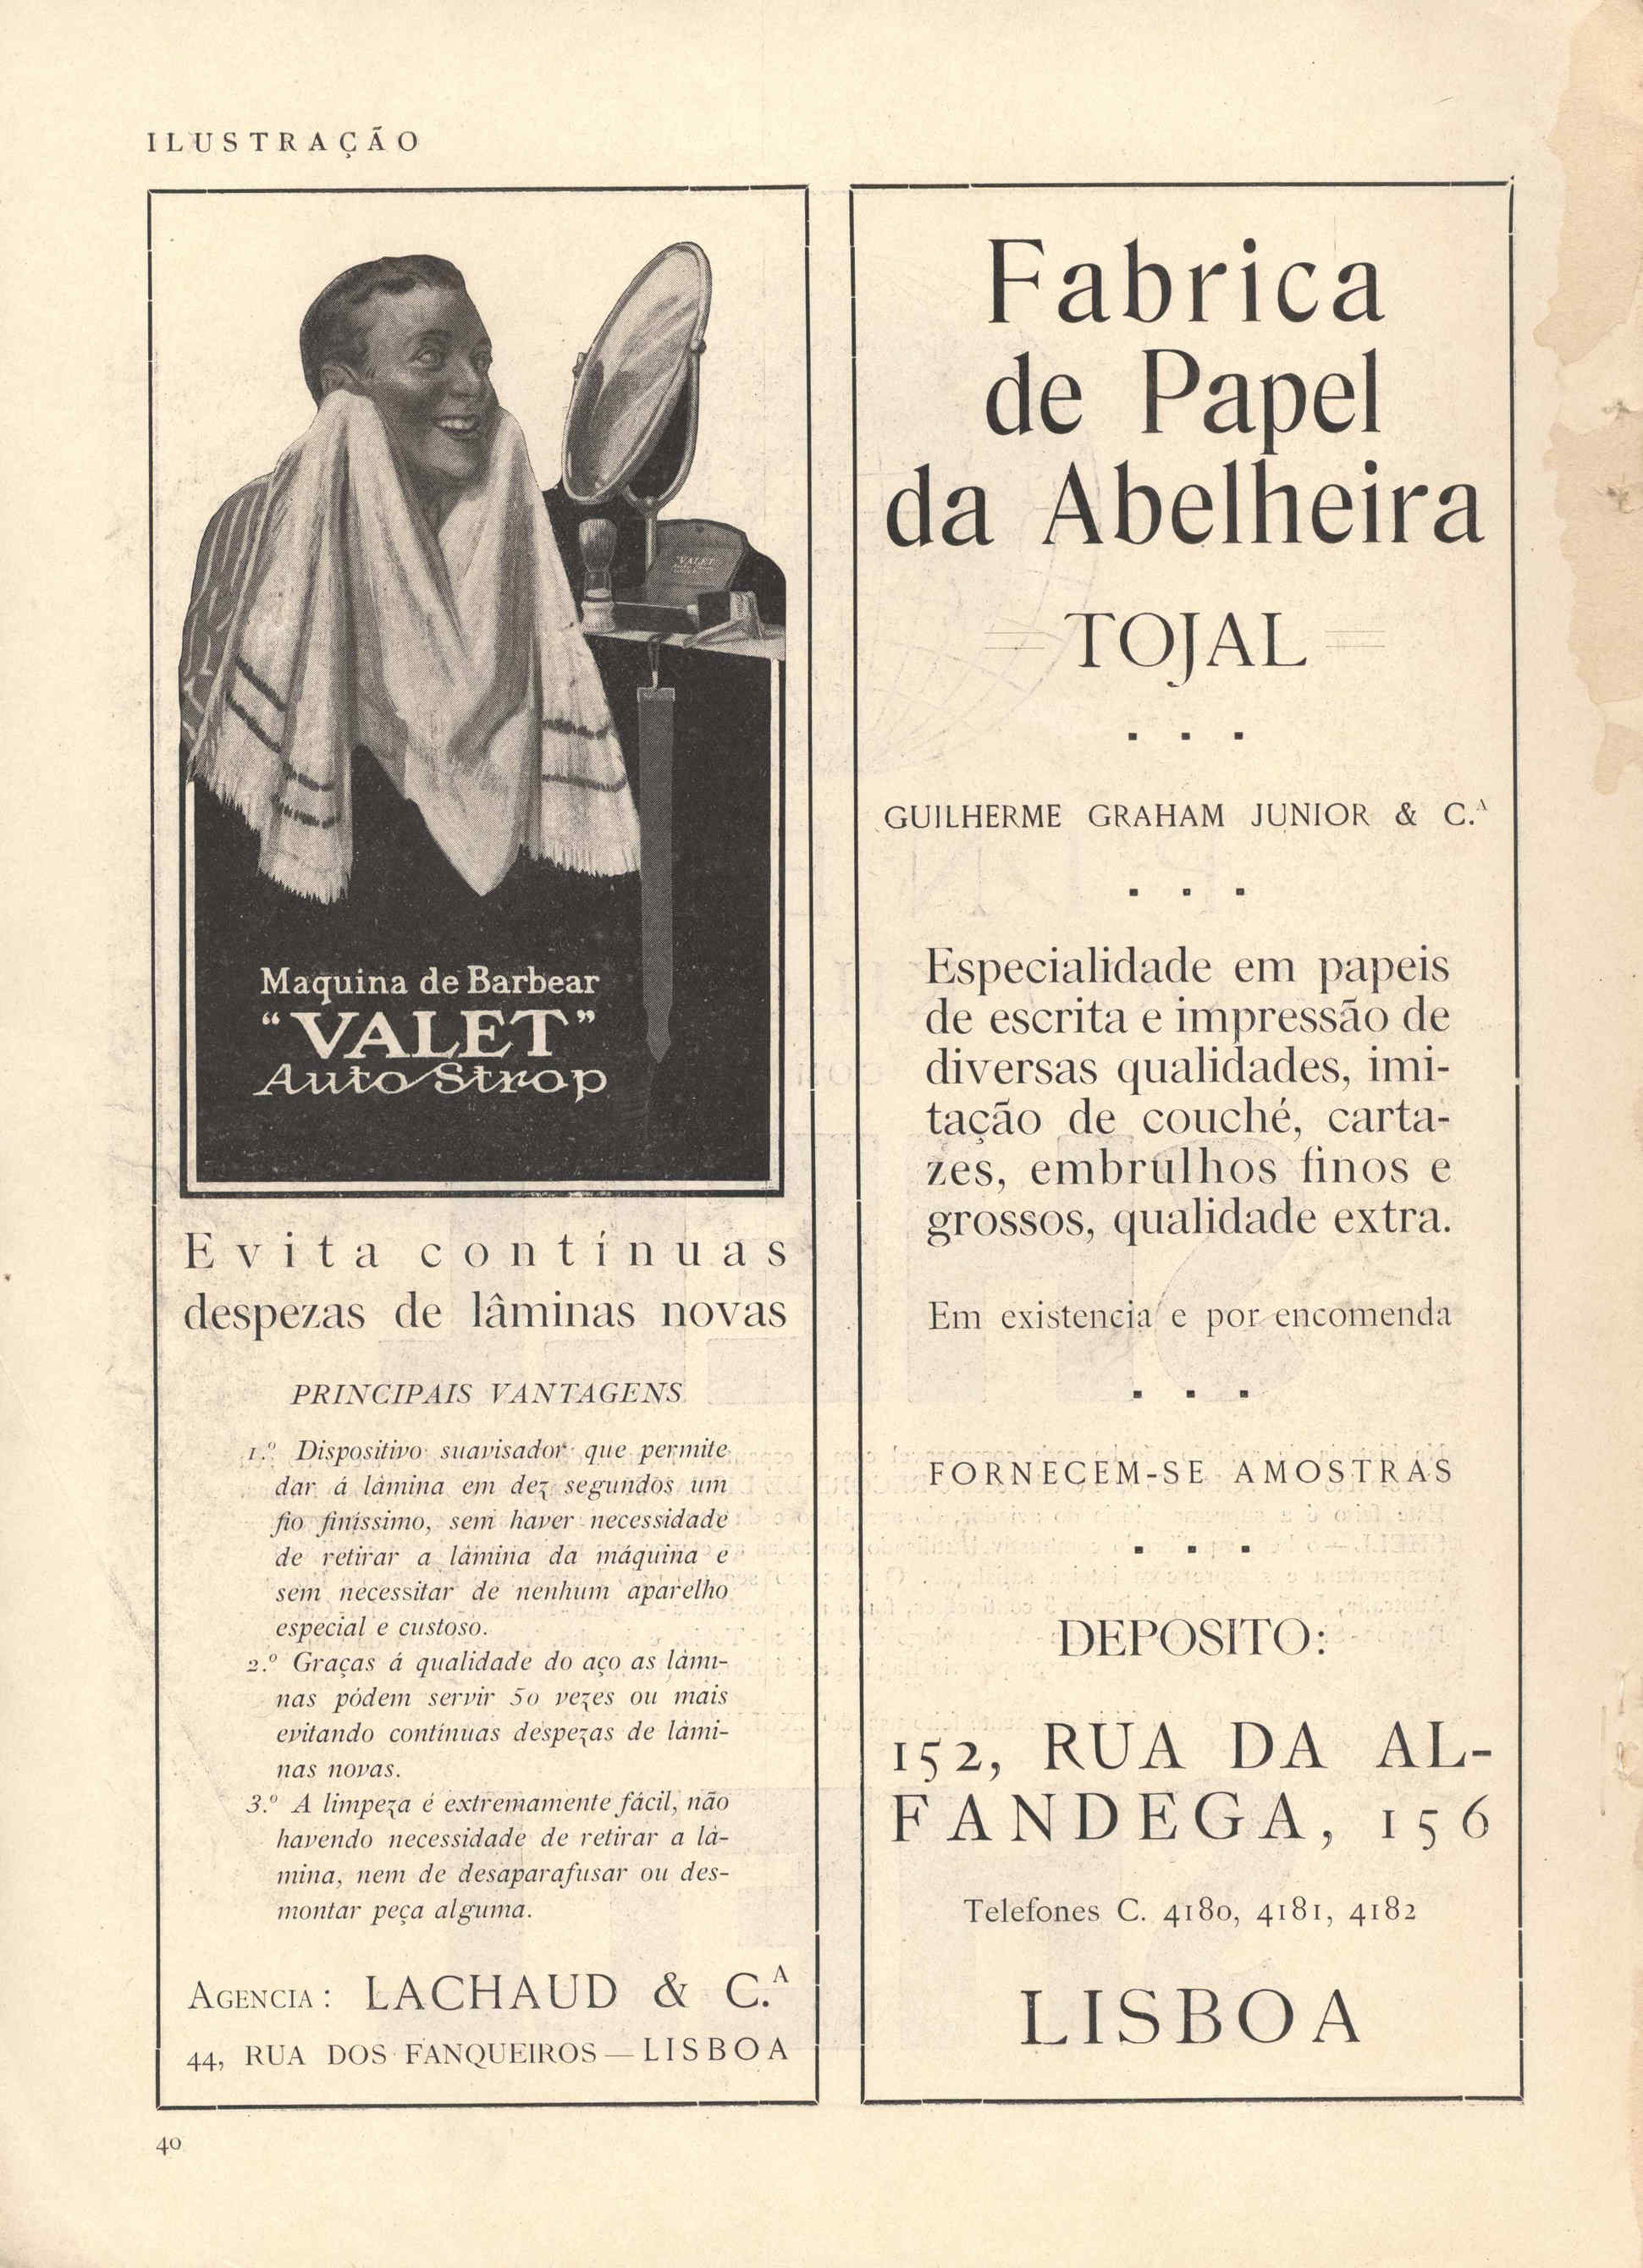 ILUSTRAÇÃO
"VALET"
Maquina de Barbear
"VALET"
Auto Strop
Evita contínuas
despezas de lâminas novas
PRINCIPAIS VANTAGENS
1.º Dispositivo suavisador que permite
dar á lâmina em dez segundos um
fio finíssimo, sem haver necessidade
de retirar a lâmina da máquina e
sem necessitar de nenhum aparelho
especial e custoso.
2.º Graças á qualidade do aço as lâmi-
nas pódem servir 50 vezes ou mais
evitando contínuas despezas de lâmi-
nas novas.
3.º A limpeza é extremamente fácil, não
havendo necessidade de retirar a lâ-
mina, nem de desaparafusar ou des-
montar peça alguma.
AGENCIA: LACHAUD & C.A
44, RUA DOS FANQUEIROS — LISBOA
Fabrica
de Papel
da Abelheira
TOJAL
GUILHERME GRAHAM JUNIOR & C.A
Especialidade em papeis
de escrita e impressão de
diversas qualidades, imi-
tação de couché, carta-
zes, embrulhos finos e
grossos, qualidade extra.
Em existencia e por encomenda
FORNECEM-SE AMOSTRAS
DEPOSITO:
152, RUA DA AL-
FANDEGA, 156
Telefones C. 4180, 4181, 4182
LISBOA
40